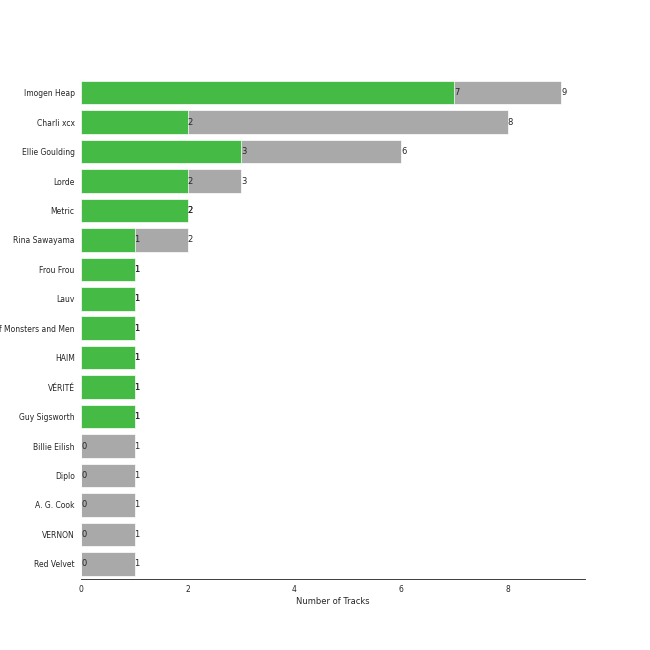 Imogen Heap 7 9
Charli xcx 2 8
Ellie Goulding 3 6
Lorde 2 3
Metric 2
Rina Sawayama 1 2
Frou Frou 1
Lauv 1
f Monsters and Men 1
HAIM 1
VÉRITÉ 1
Guy Sigsworth 1
Billie Eilish 0 1
Diplo 0 1
A. G. Cook 0 1
VERNON 0 1
Red Velvet 0 1
0 2 4 6 8
Number of Tracks